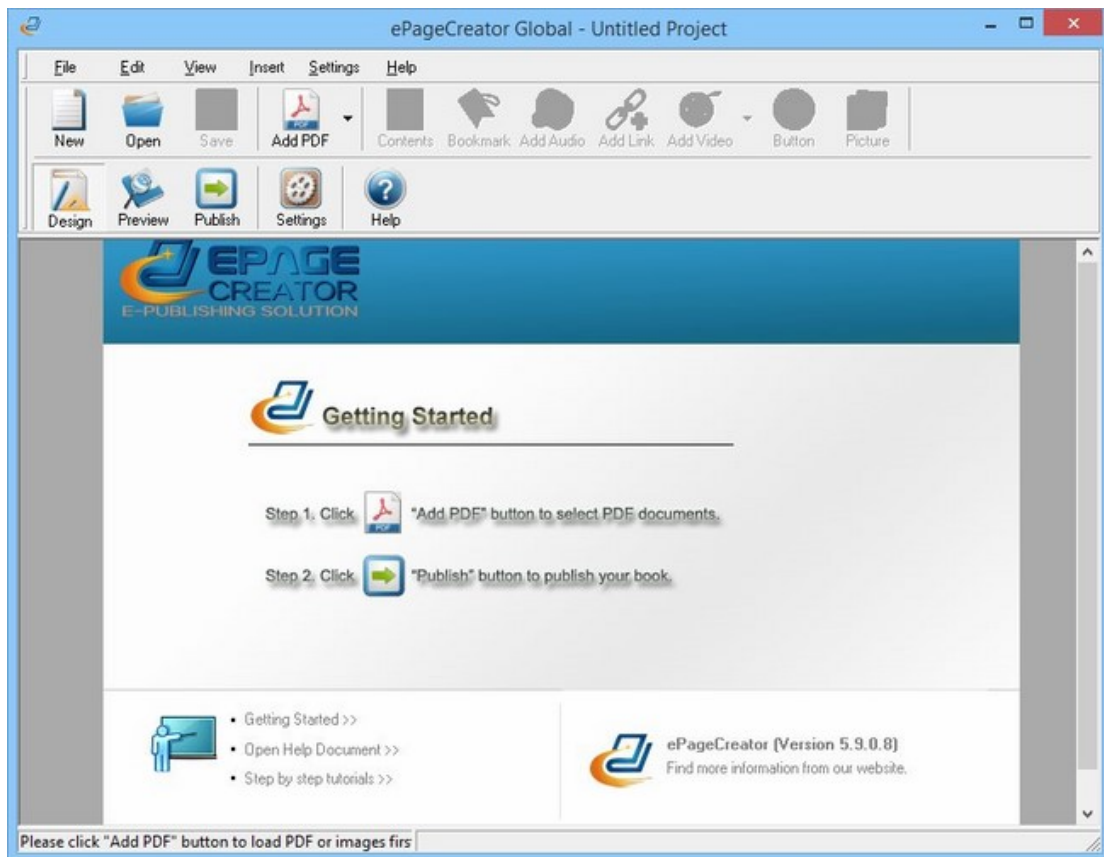 ePageCreator Global - Untitled Project
File Edit View Insert Settings Help
New Open Save Add PDF Contents Bookmark Add Audio Add Link Add Video Button Picture
Design Preview Publish Settings Help
EPAGE
CREATOR
E-PUBLISHING SOLUTION
Getting Started
Step 1. Click PDF "Add PDF" button to select PDF documents.
Step 2. Click "Publish" button to publish your book.
• Getting Started >>
• Open Help Document >>
• Step by step tutorials >>
ePageCreator (Version 5.9.0.8)
Find more information from our website.
Please click "Add PDF" button to load PDF or images firs